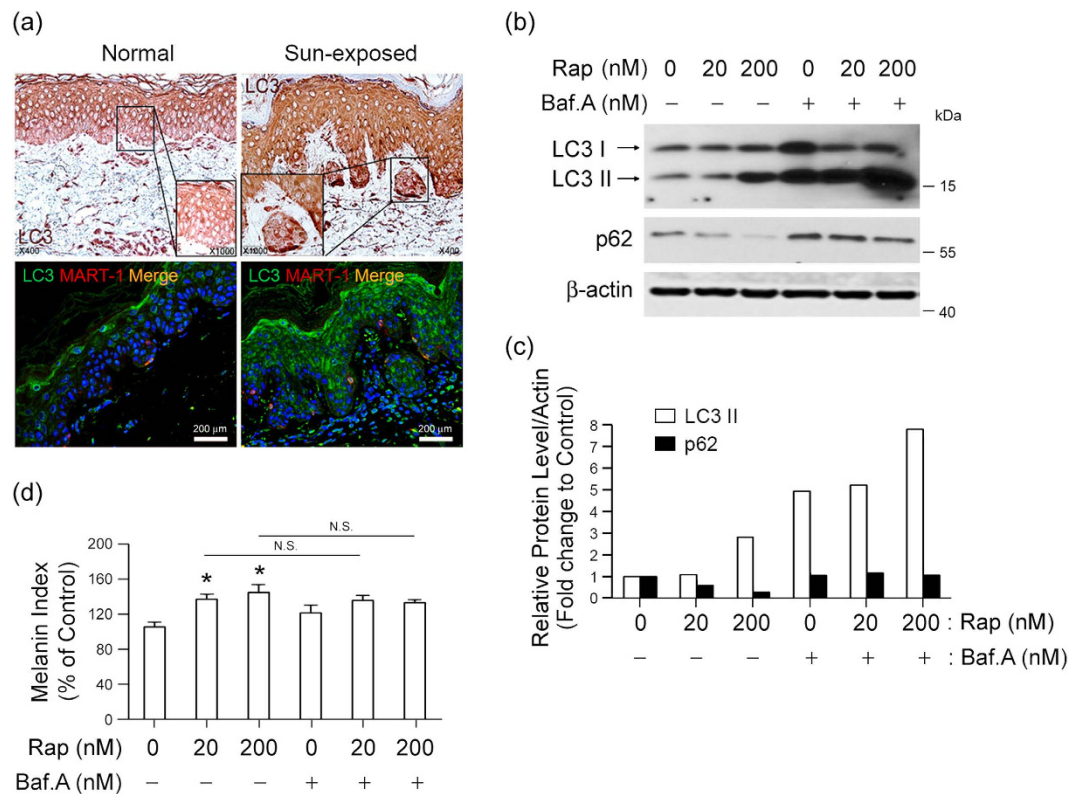 (a)
Normal Sun-exposed
LC3
LC3
X400
X1000
X1000
X400
LC3 MART-1 Merge
200 µm
LC3 MART-1 Merge
200 µm
(b)
Rap (nM) 0 20 200 0 20 200
Baf.A (nM) − − − + + +
kDa
LC3 I
LC3 II
15
p62
55
β-actin
40
(c)
Relative Protein Level/Actin
(Fold change to Control)
LC3 II
p62
8
7
6
5
4
3
2
1
0
0 20 200 0 20 200 : Rap (nM)
− − − + + + : Baf.A (nM)
(d)
Melanin Index
(% of Control)
N.S.
N.S.
200
160
120
80
40
0
* *
Rap (nM) 0 20 200 0 20 200
Baf.A (nM) − − − + + +